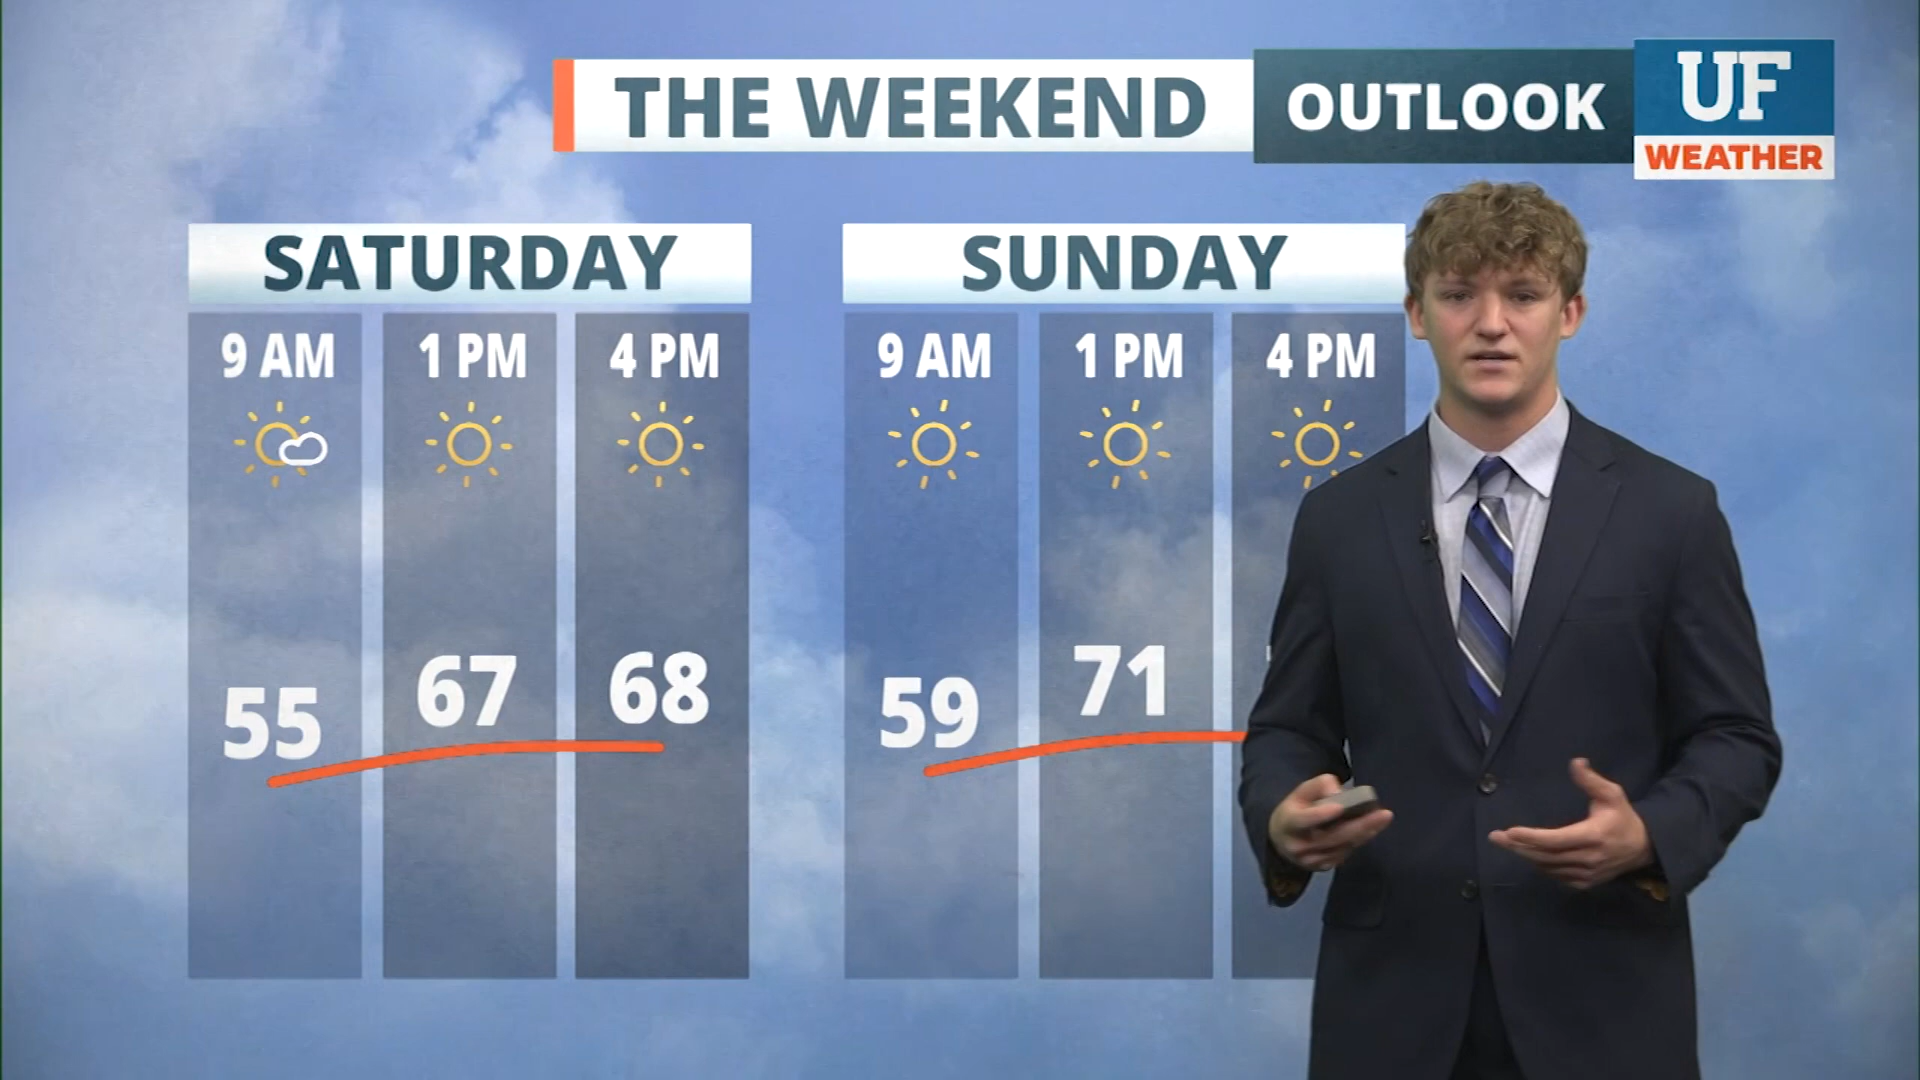 THE WEEKEND OUTLOOK
UF
WEATHER
SATURDAY
9 AM 1 PM 4 PM
55 67 68
SUNDAY
9 AM 1 PM 4 PM
59 71